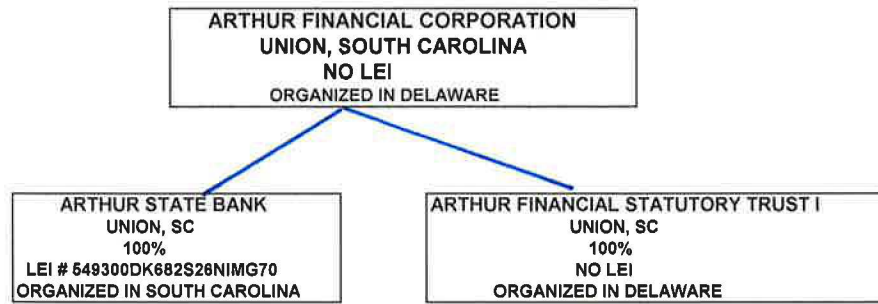 ARTHUR FINANCIAL CORPORATION
UNION, SOUTH CAROLINA
NO LEI
ORGANIZED IN DELAWARE
ARTHUR STATE BANK
UNION, SC
100%
LEI # 549300DK682S26NIMG70
ORGANIZED IN SOUTH CAROLINA
ARTHUR FINANCIAL STATUTORY TRUST I
UNION, SC
100%
NO LEI
ORGANIZED IN DELAWARE